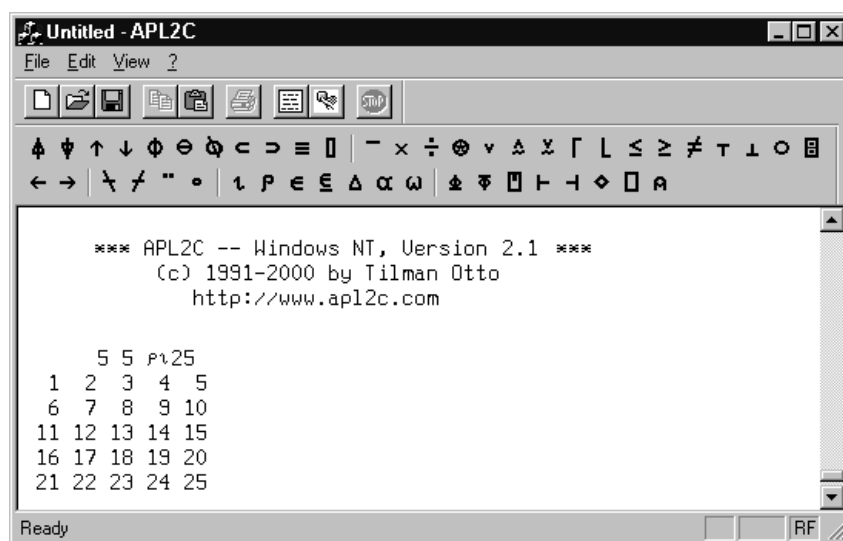 Untitled - APL2C
File Edit View ?
STOP
⍋ ⍒ ↑ ↓ ⌽ ⊖ ⍉ ⊂ ⊃ ≡ ⌷ ¯ × ÷ ⍟ ∨ ⍲ ⍱ ⌈ ⌊ ≤ ≥ ≠ ⊤ ⊥ ○ ⌹
← → ⍀ ⌿ ¨ ∘ ⍳ ⍴ ∈ ⍷ ∆ ⍺ ⍵ ⍎ ⍕ ⍞ ⊢ ⊣ ⋄ ⎕ ⍝
*** APL2C -- Windows NT, Version 2.1 ***
(c) 1991-2000 by Tilman Otto
http://www.apl2c.com
5 5 ⍴⍳25
1 2 3 4 5
6 7 8 9 10
11 12 13 14 15
16 17 18 19 20
21 22 23 24 25
Ready
RF